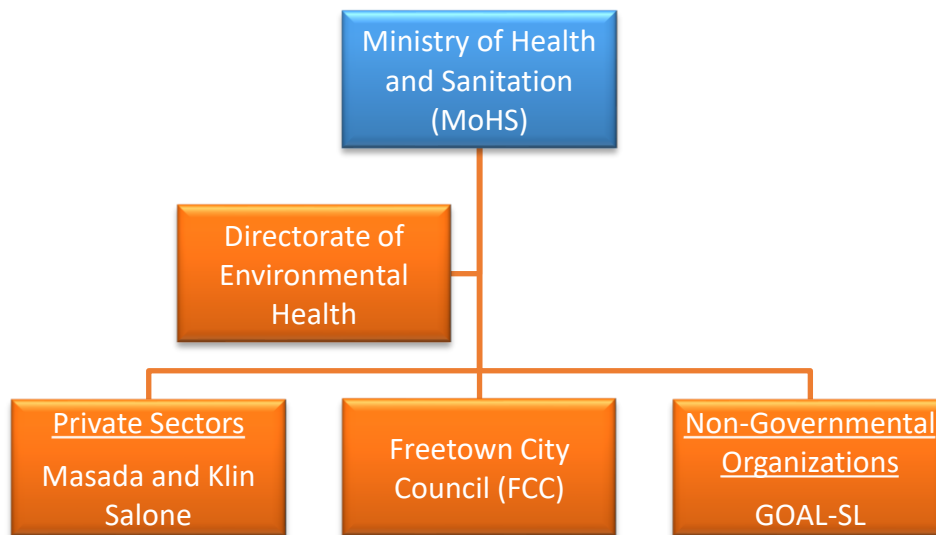 Ministry of Health
and Sanitation
(MoHS)
Directorate of
Environmental
Health
Private Sectors
Masada and Klin
Salone
Freetown City
Council (FCC)
Non-Governmental
Organizations
GOAL-SL